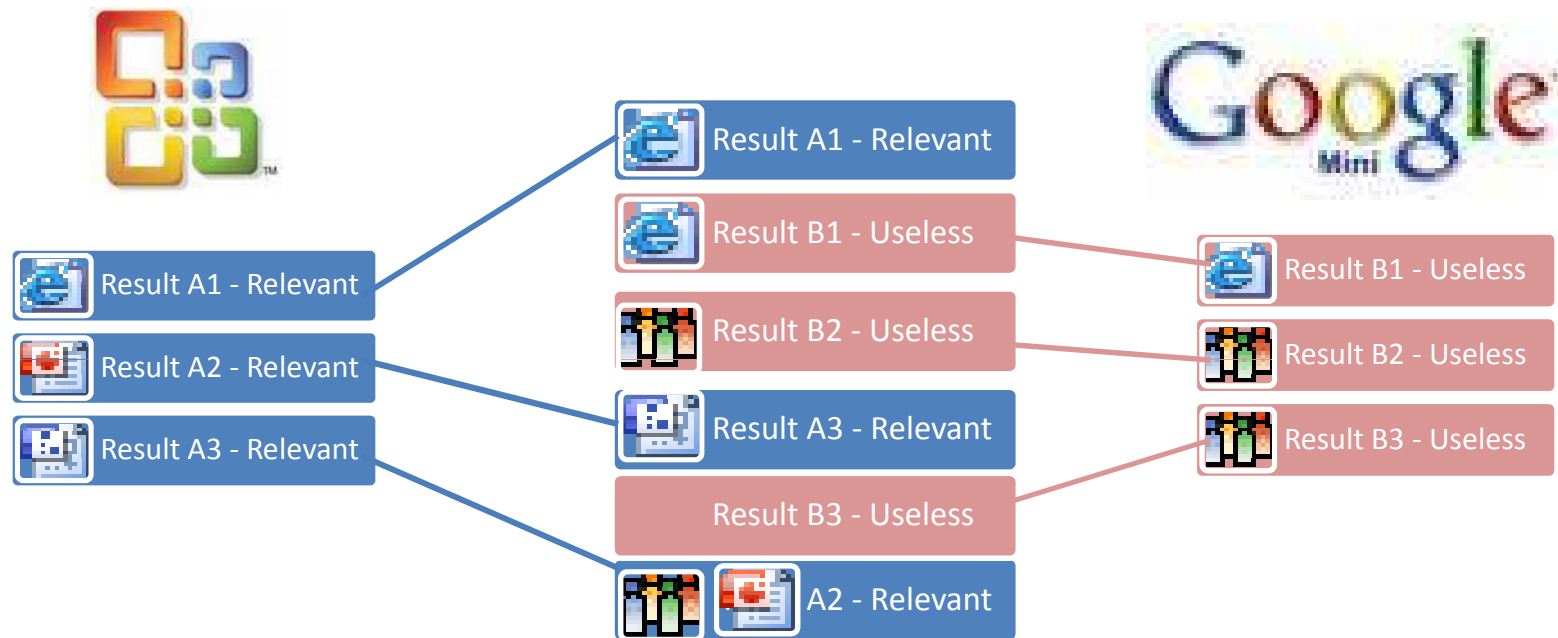 TM
Google
Mini
Result A1 - Relevant
Result A2 - Relevant
Result A3 - Relevant
Result A1 - Relevant
Result B1 - Useless
Result B2 - Useless
Result A3 - Relevant
Result B3 - Useless
A2 - Relevant
Result B1 - Useless
Result B2 - Useless
Result B3 - Useless